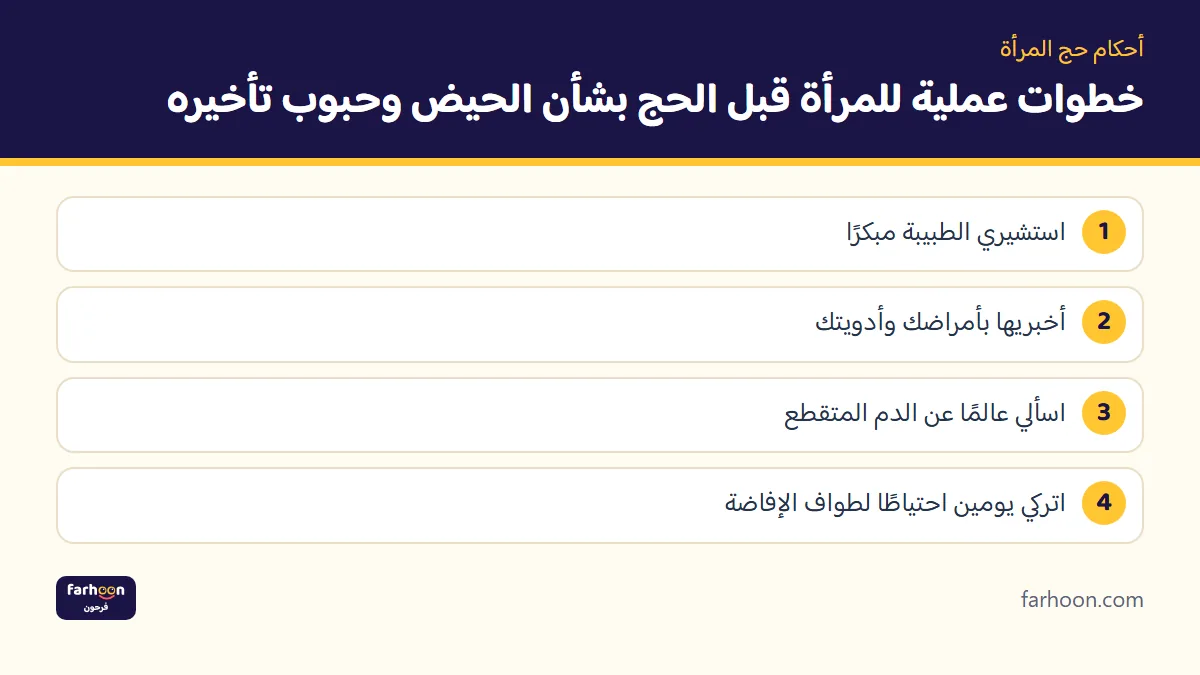 أحكام حج المرأة
خطوات عملية للمرأة قبل الحج بشأن الحيض وحبوب تأخيره
1 استشيري الطبيبة مبكرًا
2 أخبريها بأمراضك وأدويتك
3 اسألي عالمًا عن الدم المتقطع
4 اتركي يومين احتياطًا لطواف الإفاضة
farhoon.com
farhoon
فرحون